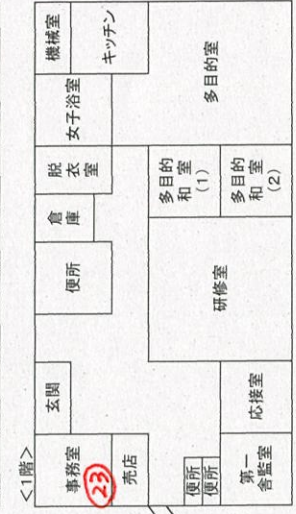 <1階>
事務室
23
玄関
便所
倉
庫
脱
衣
室
女子浴室
機械室
キッチン
売店
多目的
和室
(1)
多目的
和室
(2)
多目的室
便所
便所
研修室
第一
舎監室
応接室